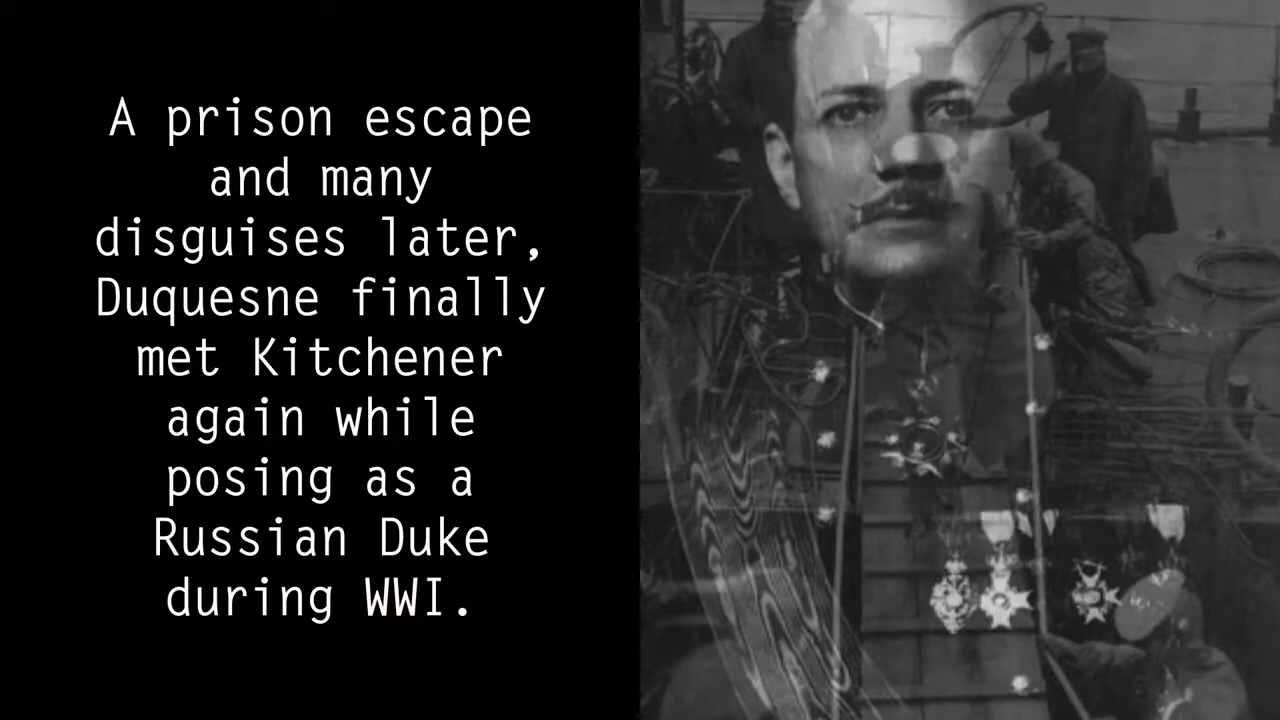 A prison escape
and many
disguises later,
Duquesne finally
met Kitchener
again while
posing as a
Russian Duke
during WWI.